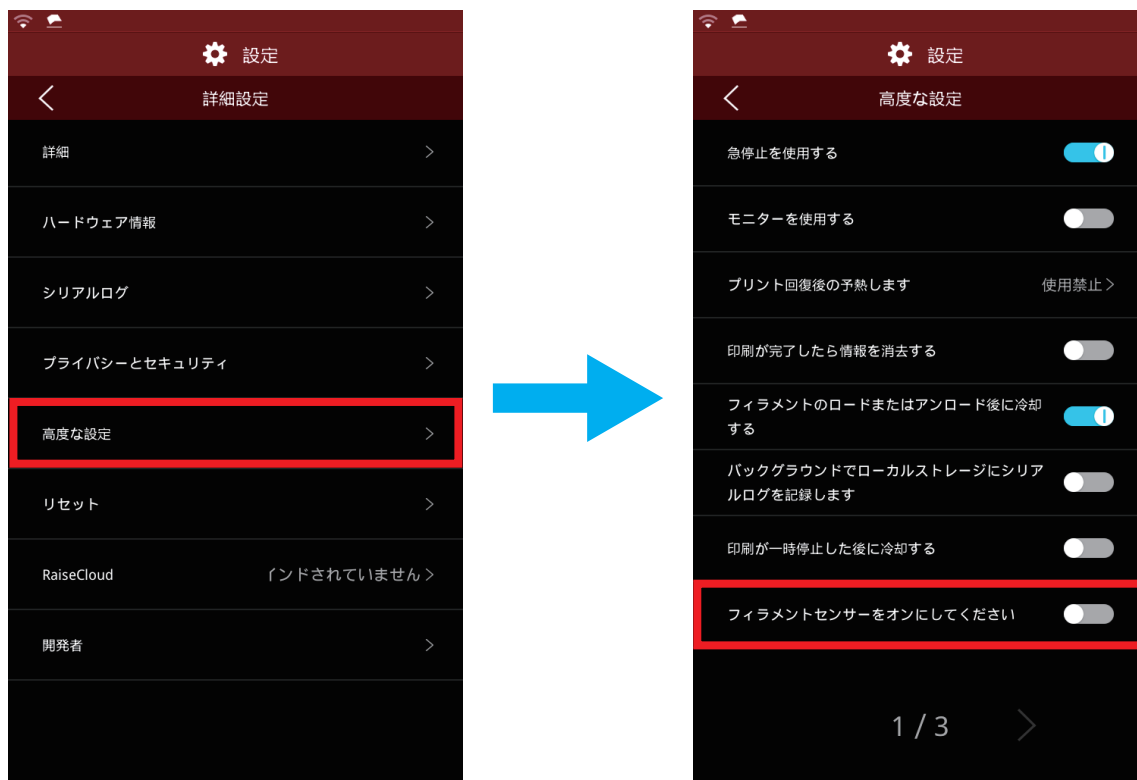 設定
詳細設定
詳細
ハードウェア情報
シリアルログ
プライバシーとセキュリティ
高度な設定
リセット
RaiseCloud
インドされていません
開発者
設定
高度な設定
急停止を使用する
モニターを使用する
プリント回復後の予熱します
使用禁止
印刷が完了したら情報を消去する
フィラメントのロードまたはアンロード後に冷却
する
バックグラウンドでローカルストレージにシリア
ルログを記録します
印刷が一時停止した後に冷却する
フィラメントセンサーをオンにしてください
1 / 3